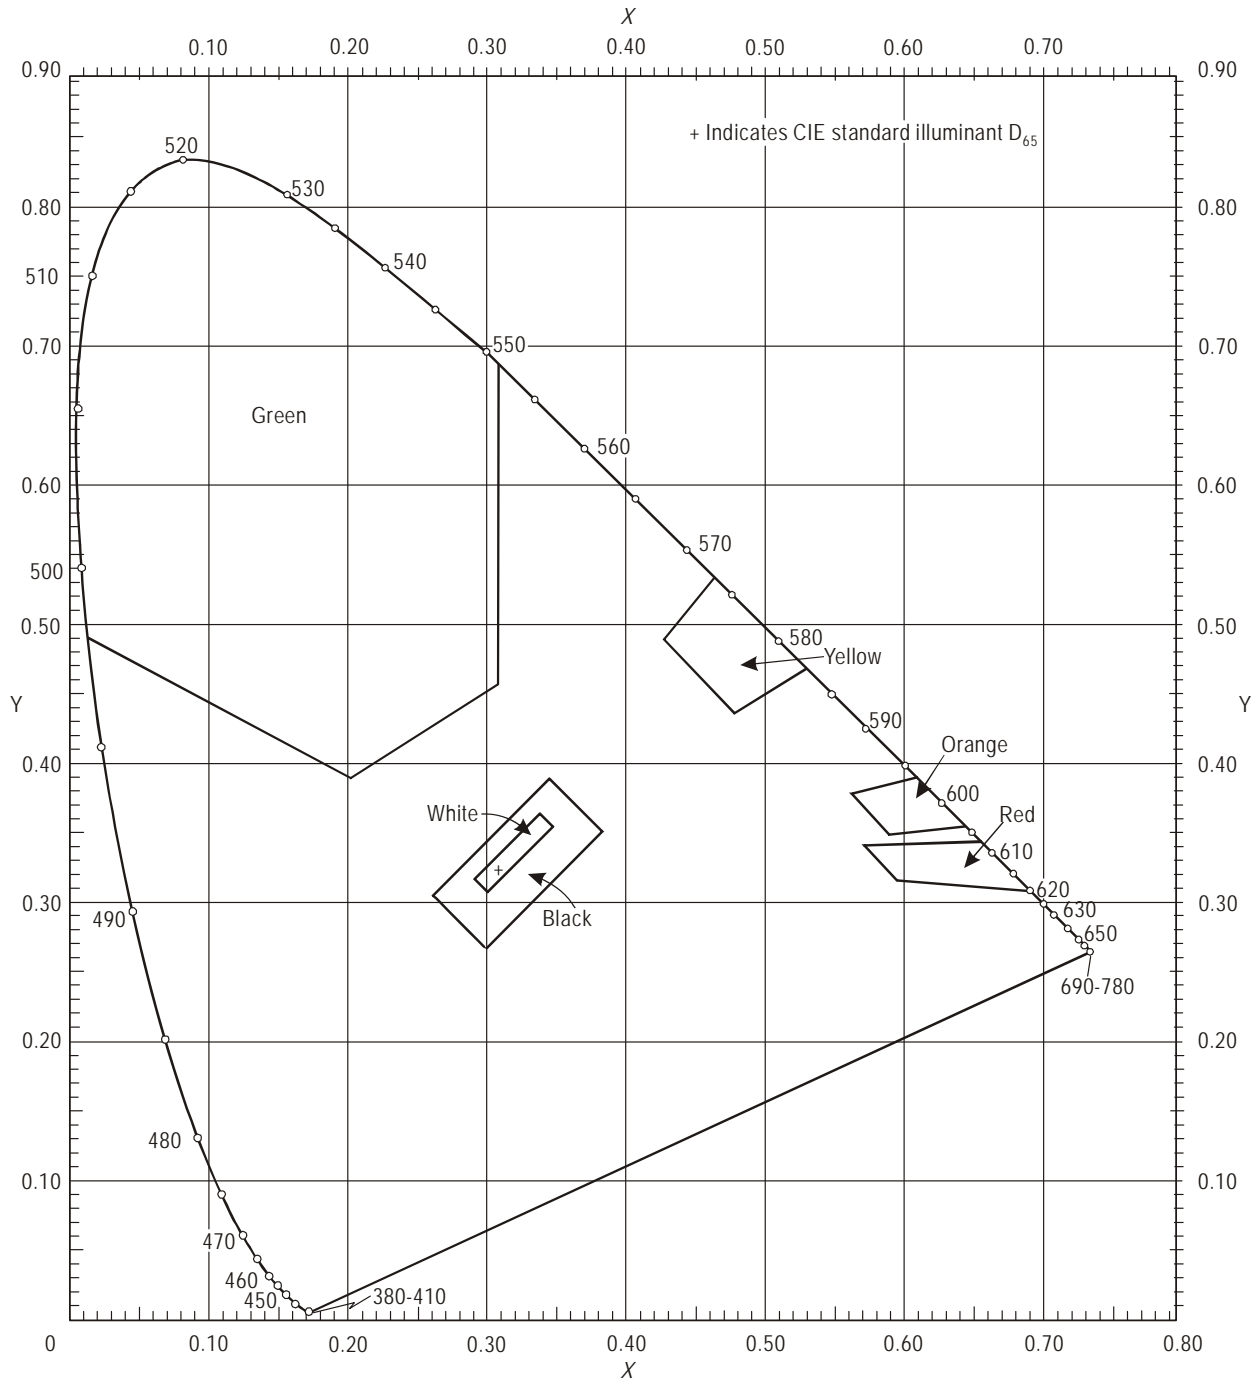 X
0.10 0.20 0.30 0.40 0.50 0.60 0.70
0.90 0.90
+ Indicates CIE standard illuminant D65
520
530
0.80 0.80
540
510
0.70 550 0.70
560
Green
0.60 0.60
570
500
0.50 580 0.50
Yellow
Y Y
590
Orange
0.40 0.40
600
White Red
610
620
0.30 630 0.30
490 Black
650
690-780
0.20 0.20
480
0.10 0.10
470
460
450 380-410
0 0.10 0.20 0.30 0.40 0.50 0.60 0.70 0.80
X